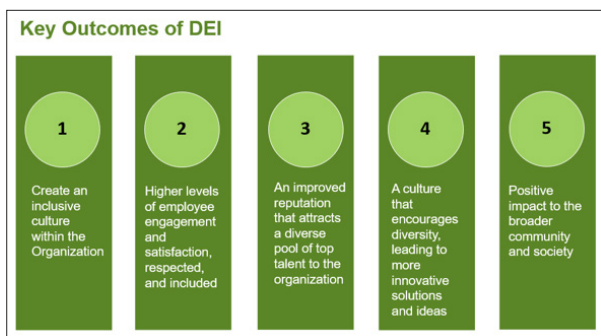 Key Outcomes of DEI
1
Create an
inclusive
culture
within the
Organization
2
Higher levels
of employee
engagement
and
satisfaction,
respected,
and included
3
An improved
reputation
that attracts
a diverse
pool of top
talent to the
organization
4
A culture
that
encourages
diversity,
leading to
more
innovative
solutions
and ideas
5
Positive
impact to the
broader
community
and society